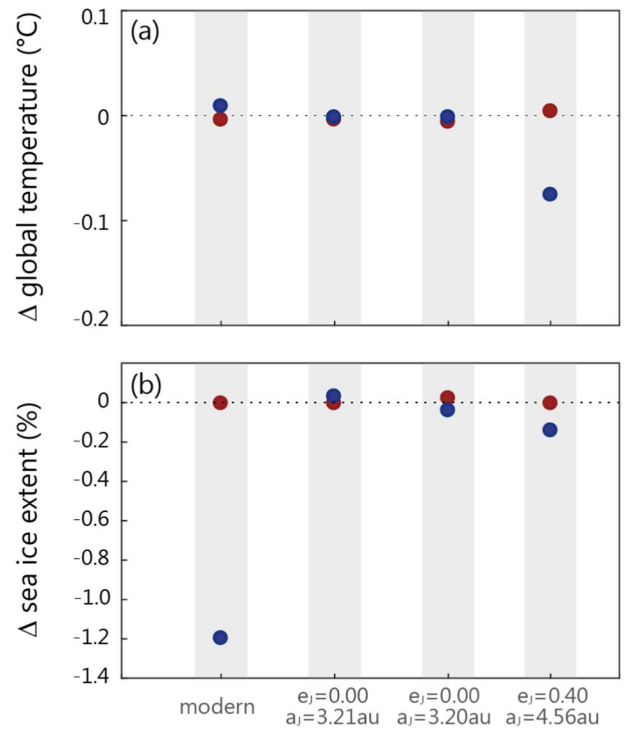 (a)
0.1
0
-0.1
-0.2
Δ global temperature (°C)
(b)
0
-0.2
-0.4
-0.6
-0.8
-1.0
-1.2
-1.4
Δ sea ice extent (%)
modern
eJ=0.00
aJ=3.21au
eJ=0.00
aJ=3.20au
eJ=0.40
aJ=4.56au